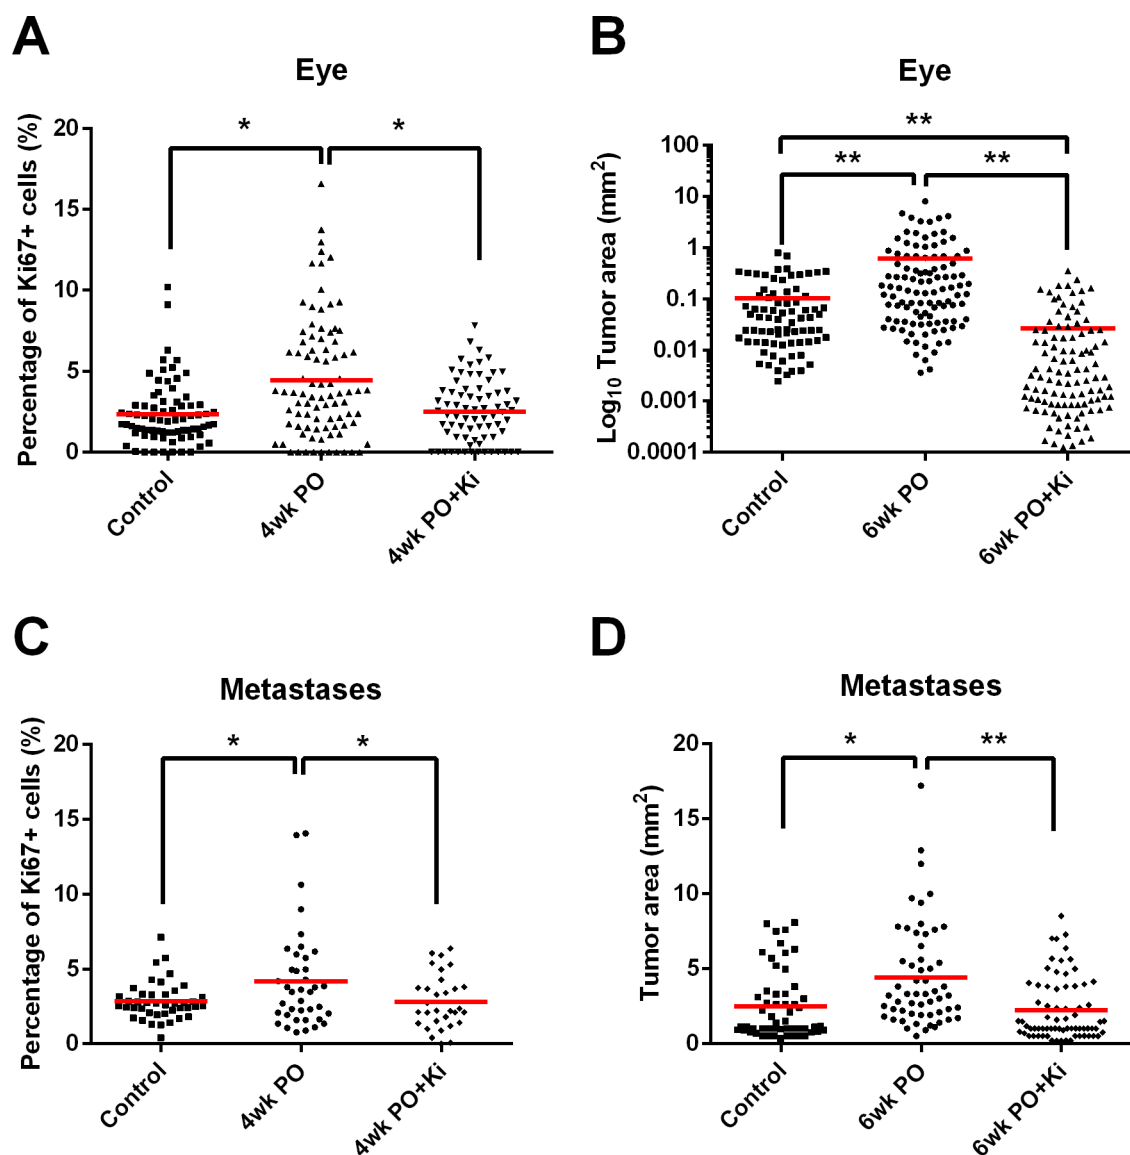 A
Eye
Percentage of Ki67+ cells (%)
20
15
10
5
0
* *
Control
4wk PO
4wk PO+Ki
B
Eye
Log10 Tumor area (mm2)
100
10
1
0.1
0.01
0.001
0.0001
**
** **
Control
6wk PO
6wk PO+Ki
C
Metastases
Percentage of Ki67+ cells (%)
20
15
10
5
0
* *
Control
4wk PO
4wk PO+Ki
D
Metastases
Tumor area (mm2)
20
15
10
5
0
* **
Control
6wk PO
6wk PO+Ki